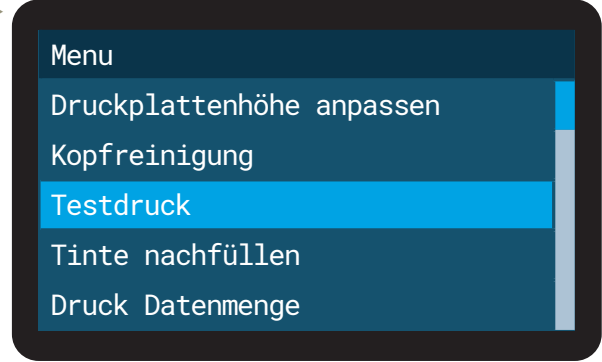 Menu
Druckplattenhöhe anpassen
Kopfreinigung
Testdruck
Tinte nachfüllen
Druck Datenmenge